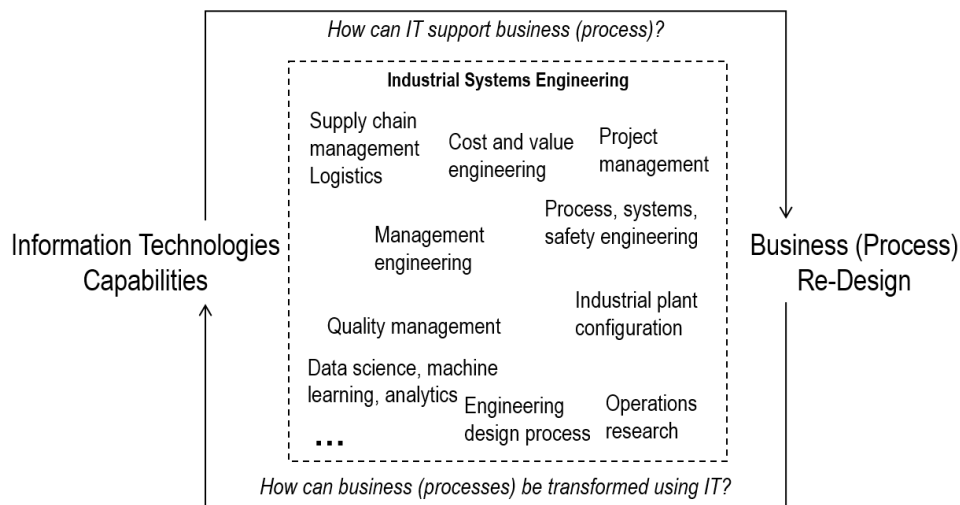 How can IT support business (process)?
Industrial Systems Engineering
Supply chain
management
Logistics
Cost and value
engineering
Project
management
Process, systems,
safety engineering
Management
engineering
Information Technologies
Capabilities
Business (Process)
Re-Design
Industrial plant
configuration
Quality management
Data science, machine
learning, analytics
Engineering
design process
Operations
research
...
How can business (processes) be transformed using IT?